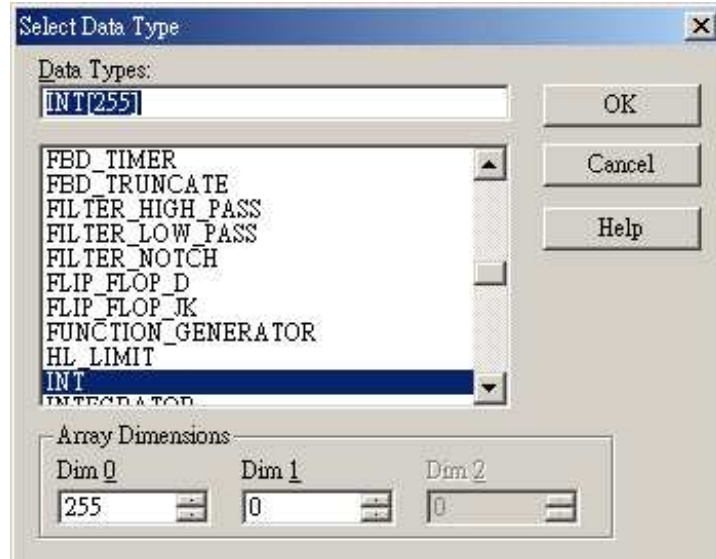 Select Data Type
Data Types:
INT[255]
OK
FBD_TIMER
FBD_TRUNCATE
FILTER_HIGH_PASS
FILTER_LOW_PASS
FILTER_NOTCH
FLIP_FLOP_D
FLIP_FLOP_JK
FUNCTION_GENERATOR
HL_LIMIT
INT
INTEGRATOR
Cancel
Help
Array Dimensions
Dim 0
Dim 1
Dim 2
255
0
0